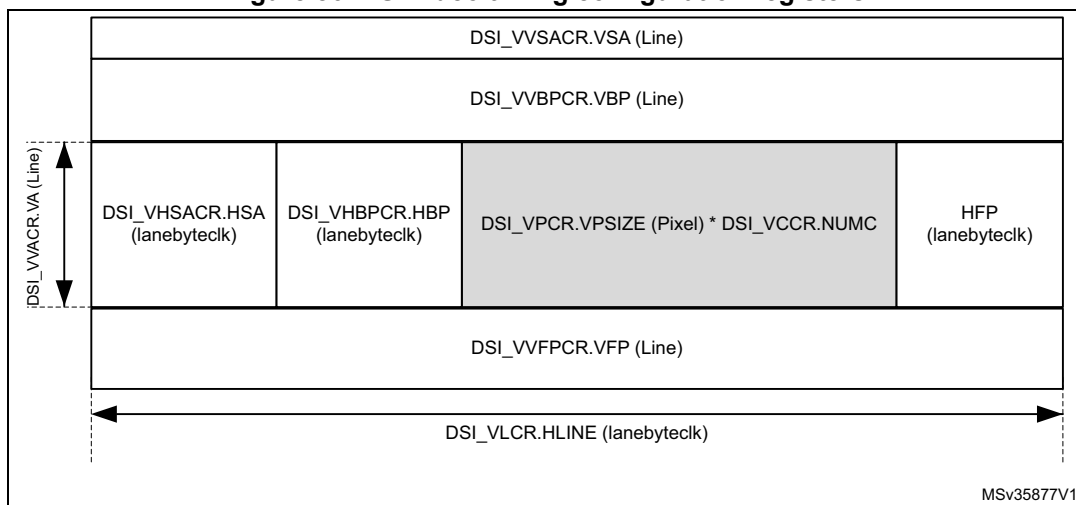 DSI_VVSACR.VSA (Line)
DSI_VVBPCR.VBP (Line)
DSI_VVACR.VA (Line)
DSI_VHSACR.HSA
(lanebyteclk)
DSI_VHBPCR.HBP
(lanebyteclk)
DSI_VPCR.VPSIZE (Pixel) * DSI_VCCR.NUMC
HFP
(lanebyteclk)
DSI_VVFPCR.VFP (Line)
DSI_VLCR.HLINE (lanebyteclk)
MSv35877V1